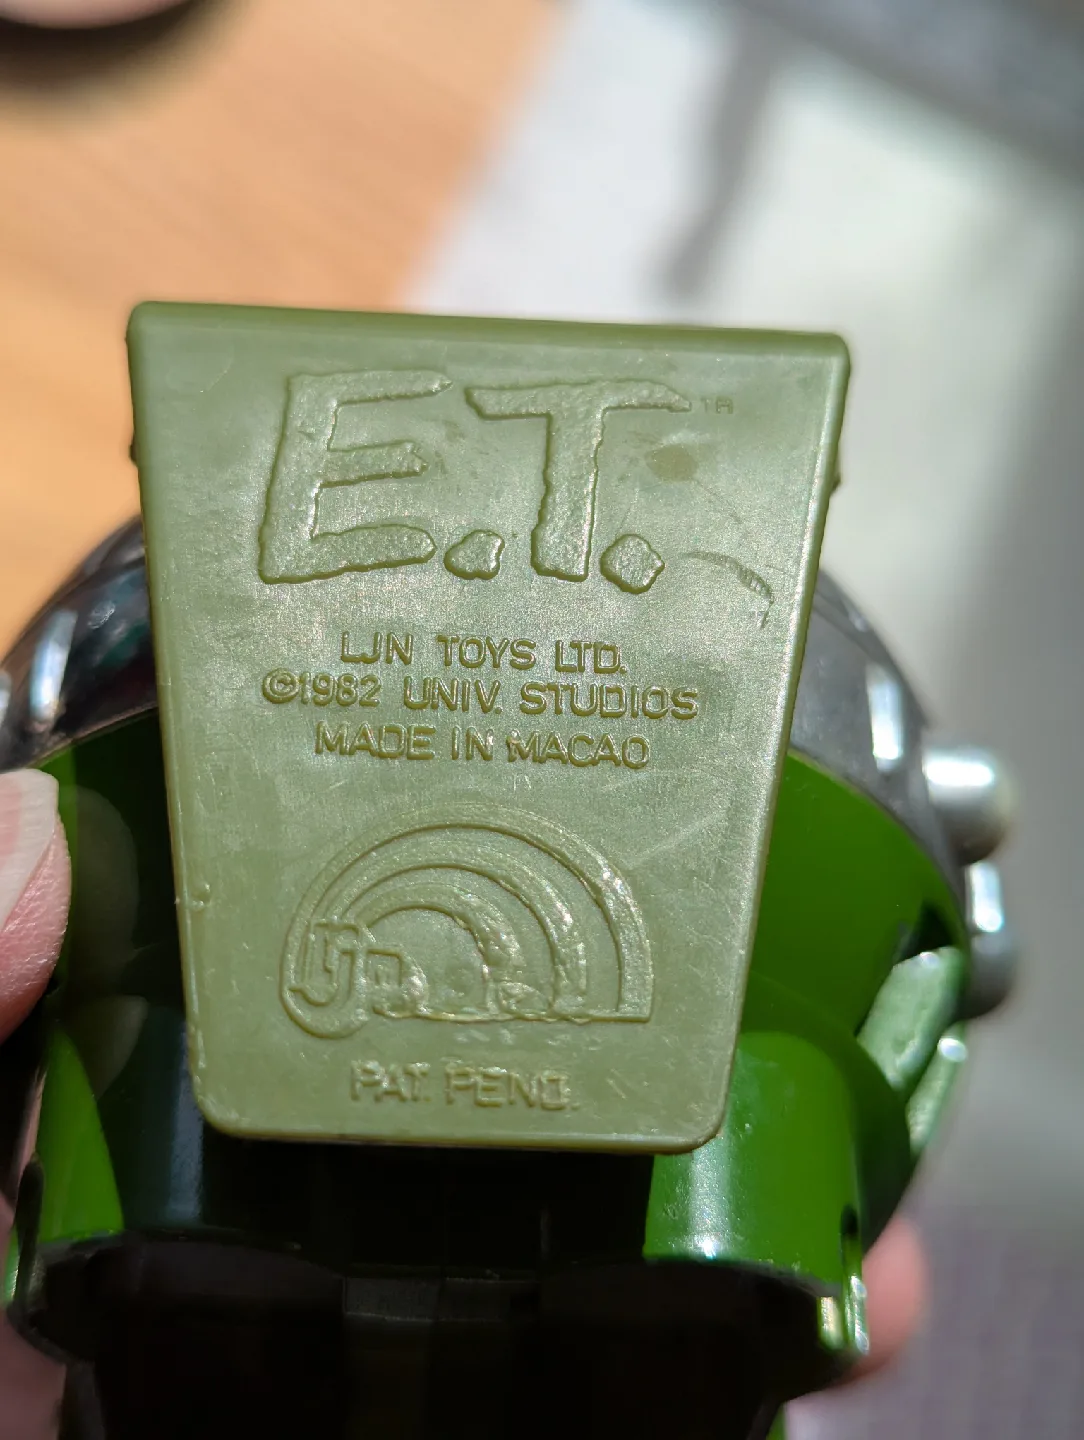 E.T. TM
LJN TOYS LTD.
©1982 UNIV. STUDIOS
MADE IN MACAO
ljn
PAT. PEND.